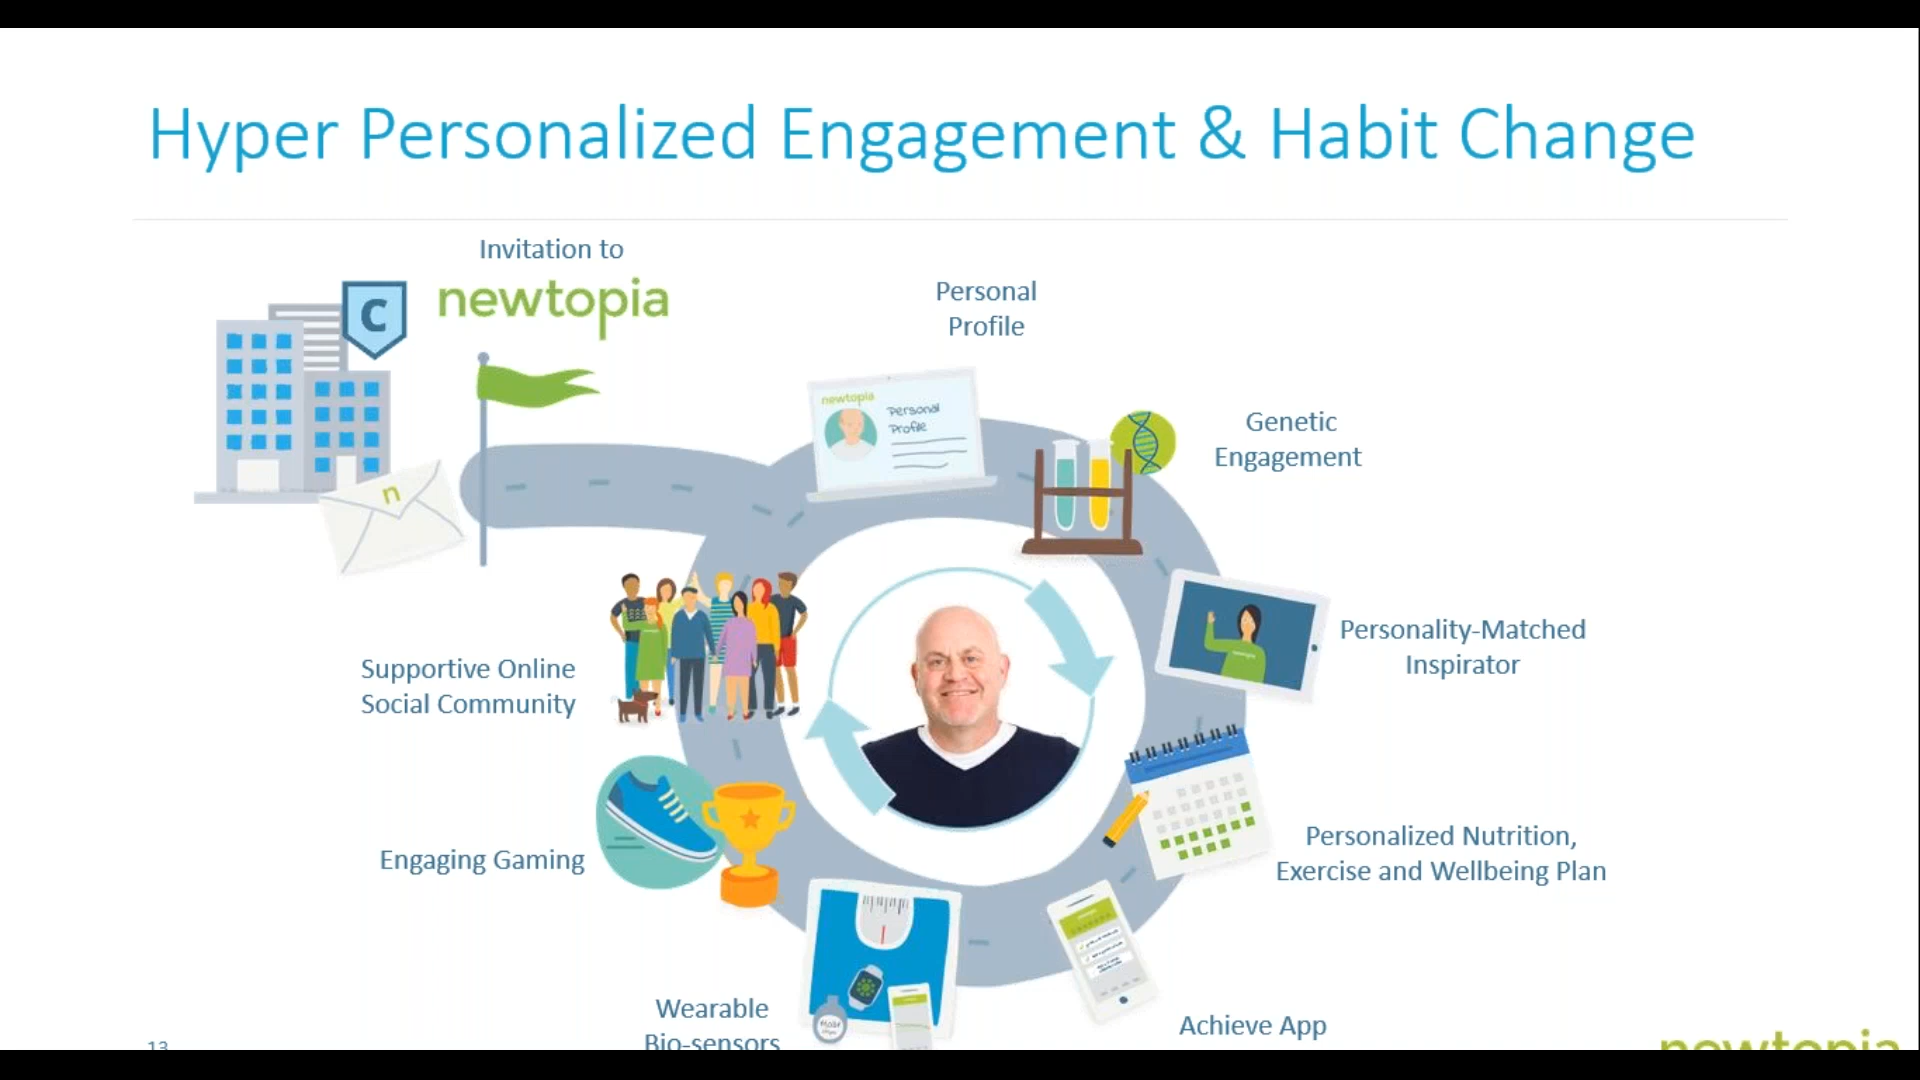 Hyper Personalized Engagement & Habit Change
Invitation to
newtopia
C
n
Personal
Profile
newtopia
Personal
Profile
Genetic
Engagement
Personality-Matched
Inspirator
Supportive Online
Social Community
Personalized Nutrition,
Exercise and Wellbeing Plan
Engaging Gaming
Wearable
Bio-sensors
Achieve App
13
newtopia